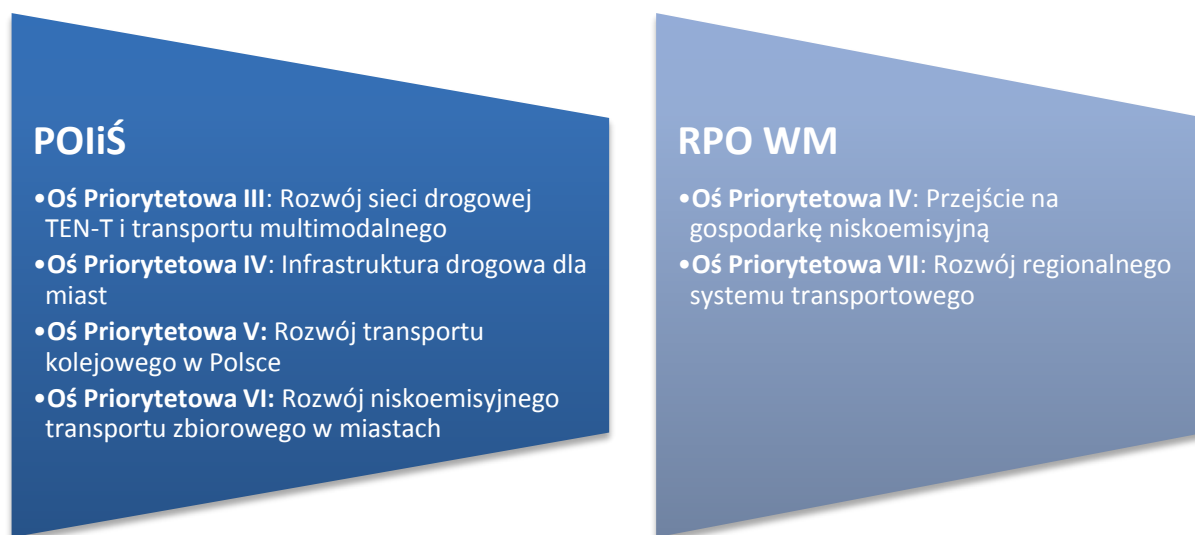 POIiŚ
•Oś Priorytetowa III: Rozwój sieci drogowej
TEN-T i transportu multimodalnego
•Oś Priorytetowa IV: Infrastruktura drogowa dla
miast
•Oś Priorytetowa V: Rozwój transportu
kolejowego w Polsce
•Oś Priorytetowa VI: Rozwój niskoemisyjnego
transportu zbiorowego w miastach
RPO WM
•Oś Priorytetowa IV: Przejście na
gospodarkę niskoemisyjną
•Oś Priorytetowa VII: Rozwój regionalnego
systemu transportowego